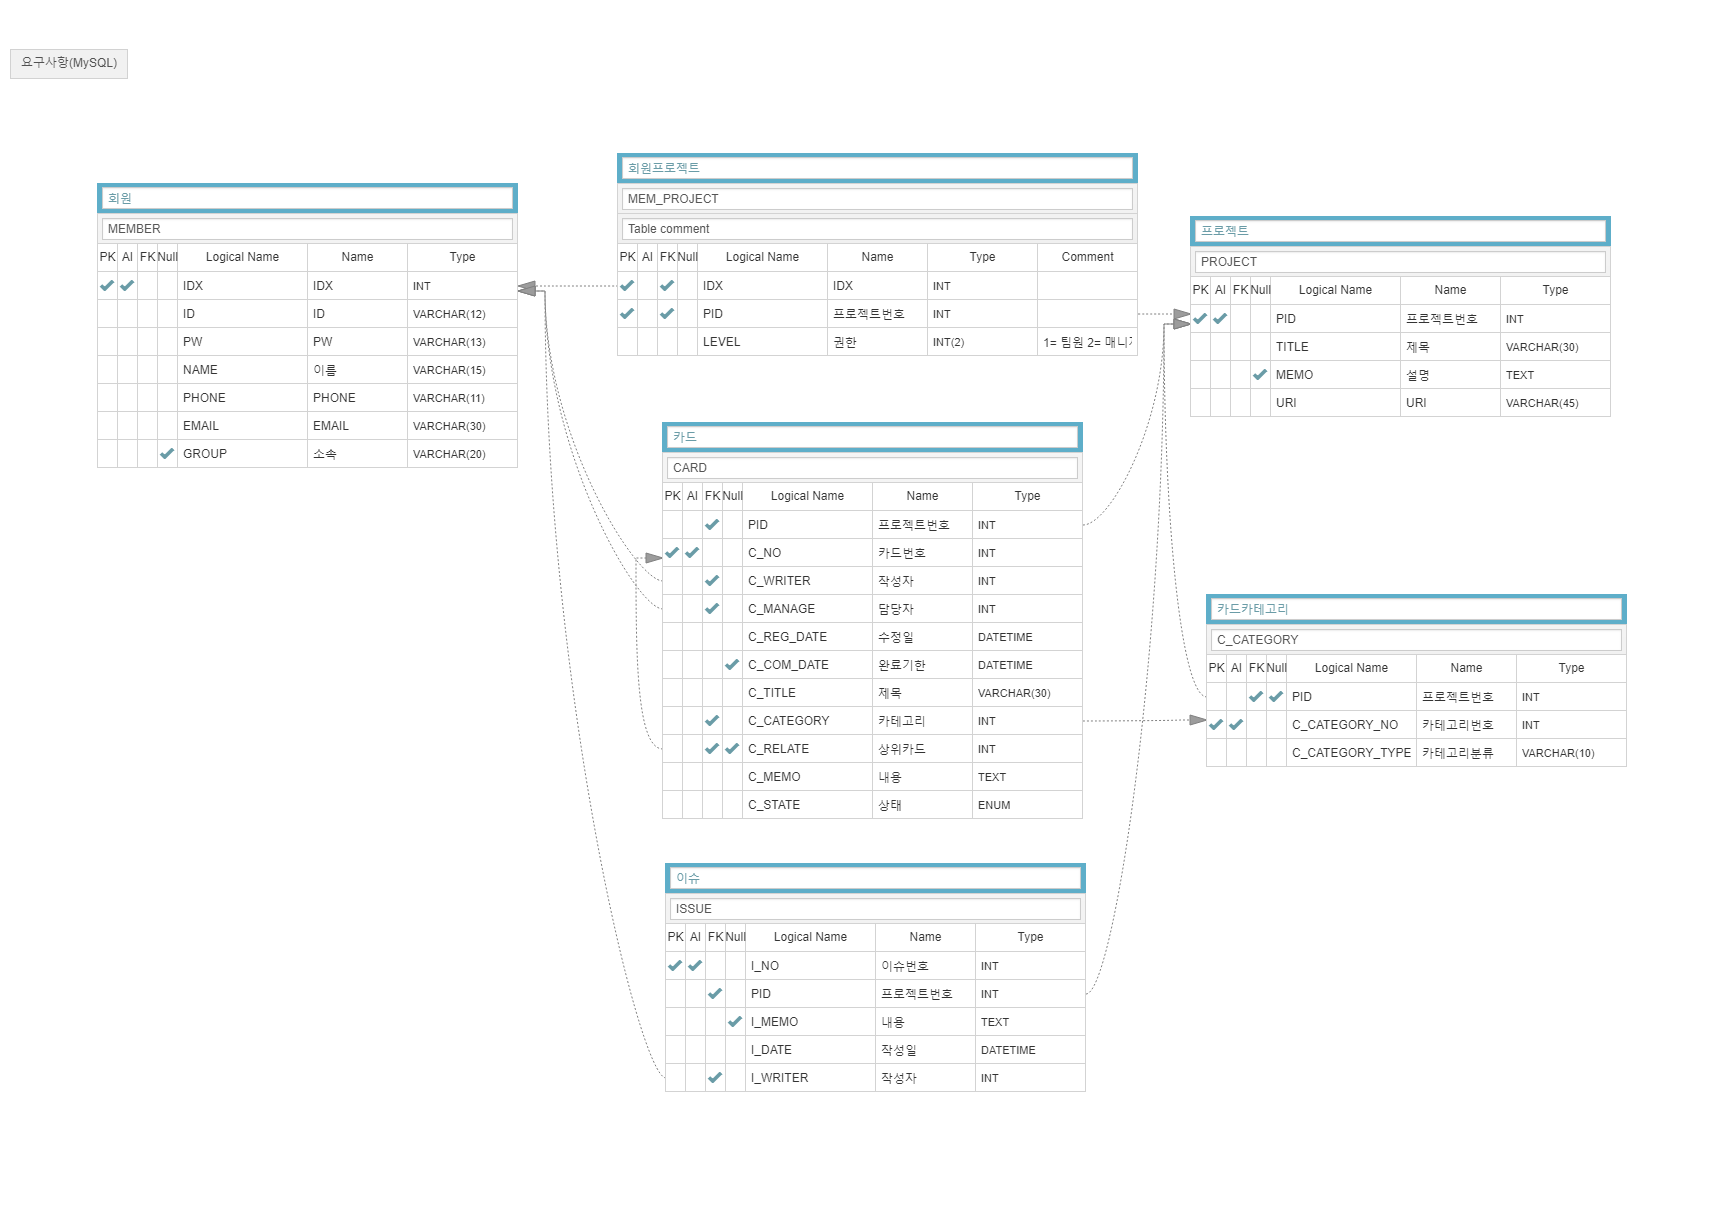 요구사항(MySQL)
회원
MEMBER
PK AI FK Null Logical Name Name Type
IDX IDX INT
ID ID VARCHAR(12)
PW PW VARCHAR(13)
NAME 이름 VARCHAR(15)
PHONE PHONE VARCHAR(11)
EMAIL EMAIL VARCHAR(30)
GROUP 소속 VARCHAR(20)
회원프로젝트
MEM_PROJECT
Table comment
PK AI FK Null Logical Name Name Type Comment
IDX IDX INT
PID 프로젝트번호 INT
LEVEL 권한 INT(2) 1= 팀원 2= 매니
프로젝트
PROJECT
PK AI FK Null Logical Name Name Type
PID 프로젝트번호 INT
TITLE 제목 VARCHAR(30)
MEMO 설명 TEXT
URI URI VARCHAR(45)
카드
CARD
PK AI FK Null Logical Name Name Type
PID 프로젝트번호 INT
C_NO 카드번호 INT
C_WRITER 작성자 INT
C_MANAGE 담당자 INT
C_REG_DATE 수정일 DATETIME
C_COM_DATE 완료기한 DATETIME
C_TITLE 제목 VARCHAR(30)
C_CATEGORY 카테고리 INT
C_RELATE 상위카드 INT
C_MEMO 내용 TEXT
C_STATE 상태 ENUM
카드카테고리
C_CATEGORY
PK AI FK Null Logical Name Name Type
PID 프로젝트번호 INT
C_CATEGORY_NO 카테고리번호 INT
C_CATEGORY_TYPE 카테고리분류 VARCHAR(10)
이슈
ISSUE
PK AI FK Null Logical Name Name Type
I_NO 이슈번호 INT
PID 프로젝트번호 INT
I_MEMO 내용 TEXT
I_DATE 작성일 DATETIME
I_WRITER 작성자 INT